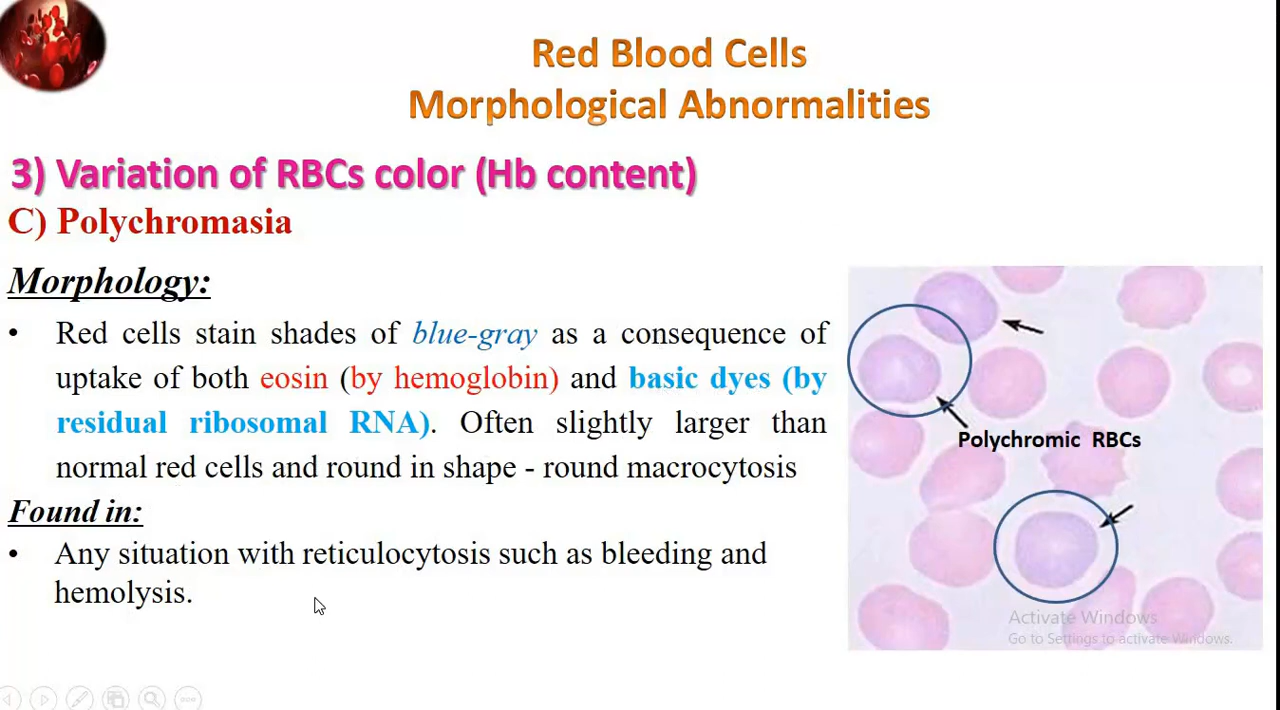 Red Blood Cells
Morphological Abnormalities
3) Variation of RBCs color (Hb content)
C) Polychromasia
Morphology:
• Red cells stain shades of blue-gray as a consequence of
uptake of both eosin (by hemoglobin) and basic dyes (by
residual ribosomal RNA). Often slightly larger than
normal red cells and round in shape - round macrocytosis
Found in:
• Any situation with reticulocytosis such as bleeding and
hemolysis.
Polychromic RBCs
Activate Windows
Go to Settings to activate Windows.